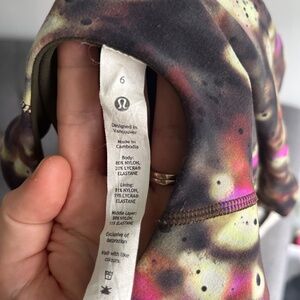 6
Designed in
Vancouver
Made in
Cambodia
Body:
80% NYLON,
20% LYCRA®
ELASTANE
Lining:
81% NYLON,
19% LYCRA®
ELASTANE
Middle Layer:
ELASTANE
Exclusive of
decoration
Wash with like
colours.